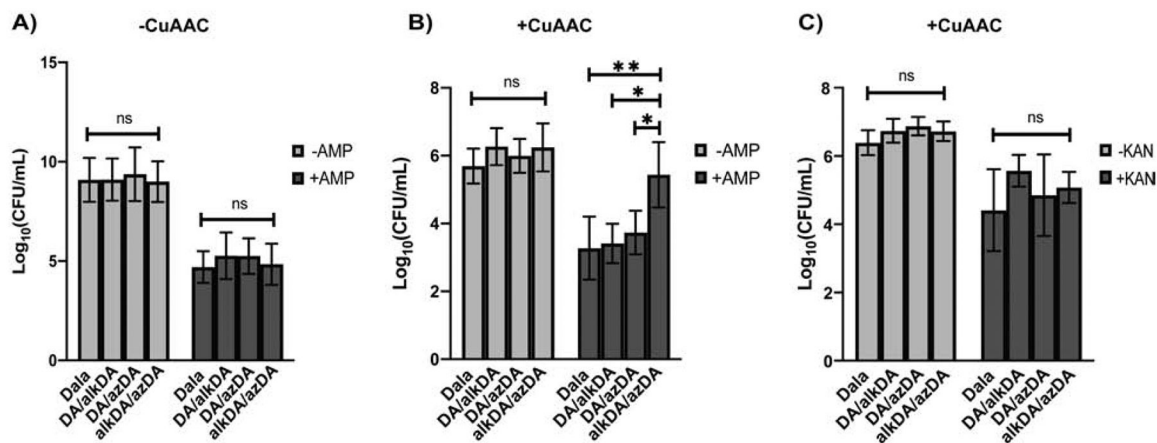 A)
-CuAAC
Log10(CFU/mL)
15
10
5
0
ns
ns
-AMP
+AMP
Dala
DA/alkDA
DA/azDA
alkDA/azDA
Dala
DA/alkDA
DA/azDA
alkDA/azDA
B)
+CuAAC
Log10(CFU/mL)
8
6
4
2
0
ns
**
*
*
-AMP
+AMP
Dala
DA/alkDA
DA/azDA
alkDA/azDA
Dala
DA/alkDA
DA/azDA
alkDA/azDA
C)
+CuAAC
Log10(CFU/mL)
8
6
4
2
0
ns
ns
-KAN
+KAN
Dala
DA/alkDA
DA/azDA
alkDA/azDA
Dala
DA/alkDA
DA/azDA
alkDA/azDA